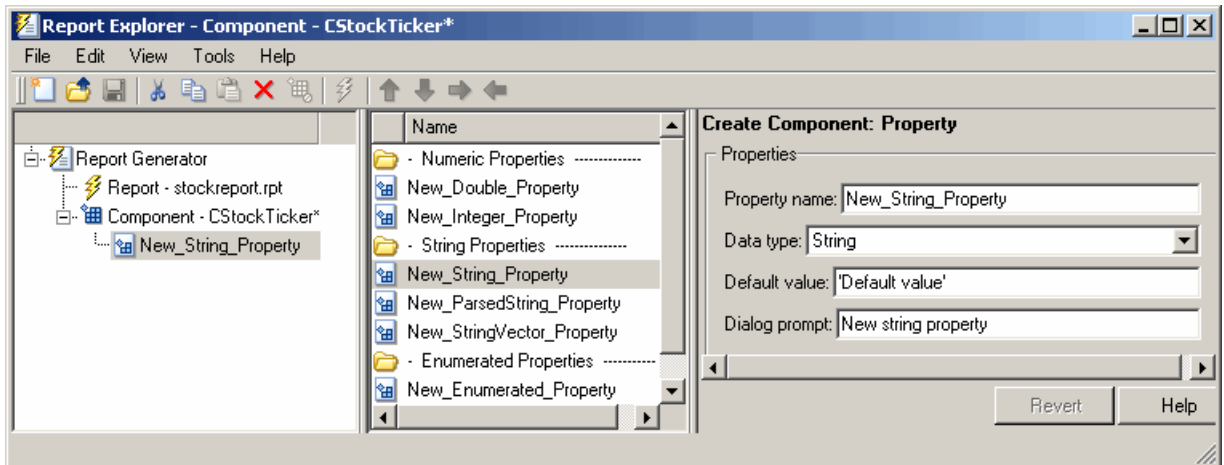 Report Explorer - Component - CStockTicker*
File Edit View Tools Help
Report Generator
Report - stockreport.rpt
Component - CStockTicker*
New_String_Property
Name
- Numeric Properties -------------
New_Double_Property
New_Integer_Property
- String Properties --------------
New_String_Property
New_ParsedString_Property
New_StringVector_Property
- Enumerated Properties ----------
New_Enumerated_Property
Create Component: Property
Properties
Property name: New_String_Property
Data type: String
Default value: 'Default value'
Dialog prompt: New string property
Revert Help